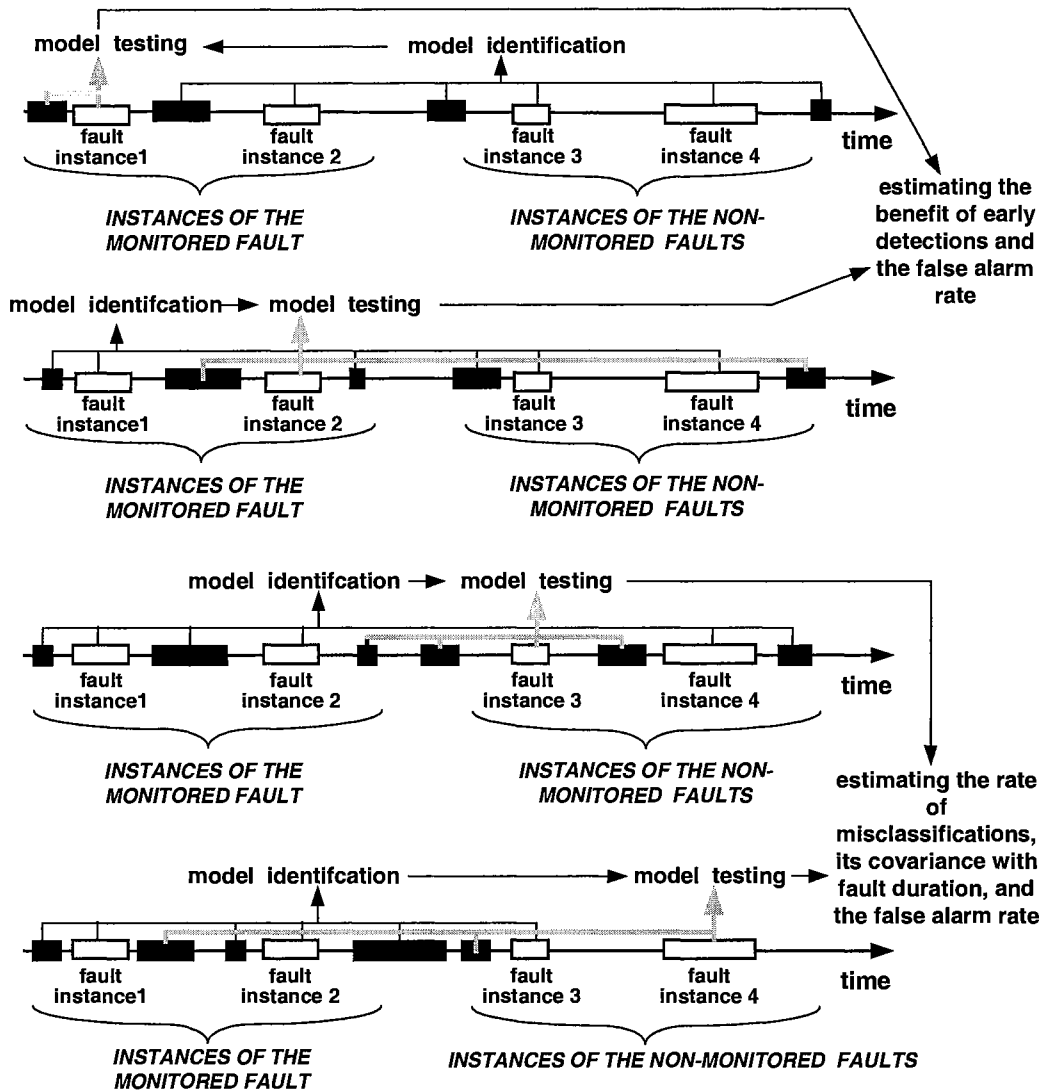 model testing
model identification
fault instance1
fault instance 2
fault instance 3
fault instance 4
time
INSTANCES OF THE
MONITORED FAULT
INSTANCES OF THE NON-
MONITORED FAULTS
estimating the
benefit of early
detections and
the false alarm
rate
model identifcation
model testing
fault instance1
fault instance 2
fault instance 3
fault instance 4
time
INSTANCES OF THE
MONITORED FAULT
INSTANCES OF THE NON-
MONITORED FAULTS
model identifcation
model testing
fault instance1
fault instance 2
fault instance 3
fault instance 4
time
INSTANCES OF THE
MONITORED FAULT
INSTANCES OF THE NON-
MONITORED FAULTS
estimating the rate
of
misclassifications,
its covariance with
fault duration, and
the false alarm rate
model identifcation
model testing
fault instance1
fault instance 2
fault instance 3
fault instance 4
time
INSTANCES OF THE
MONITORED FAULT
INSTANCES OF THE NON-MONITORED FAULTS